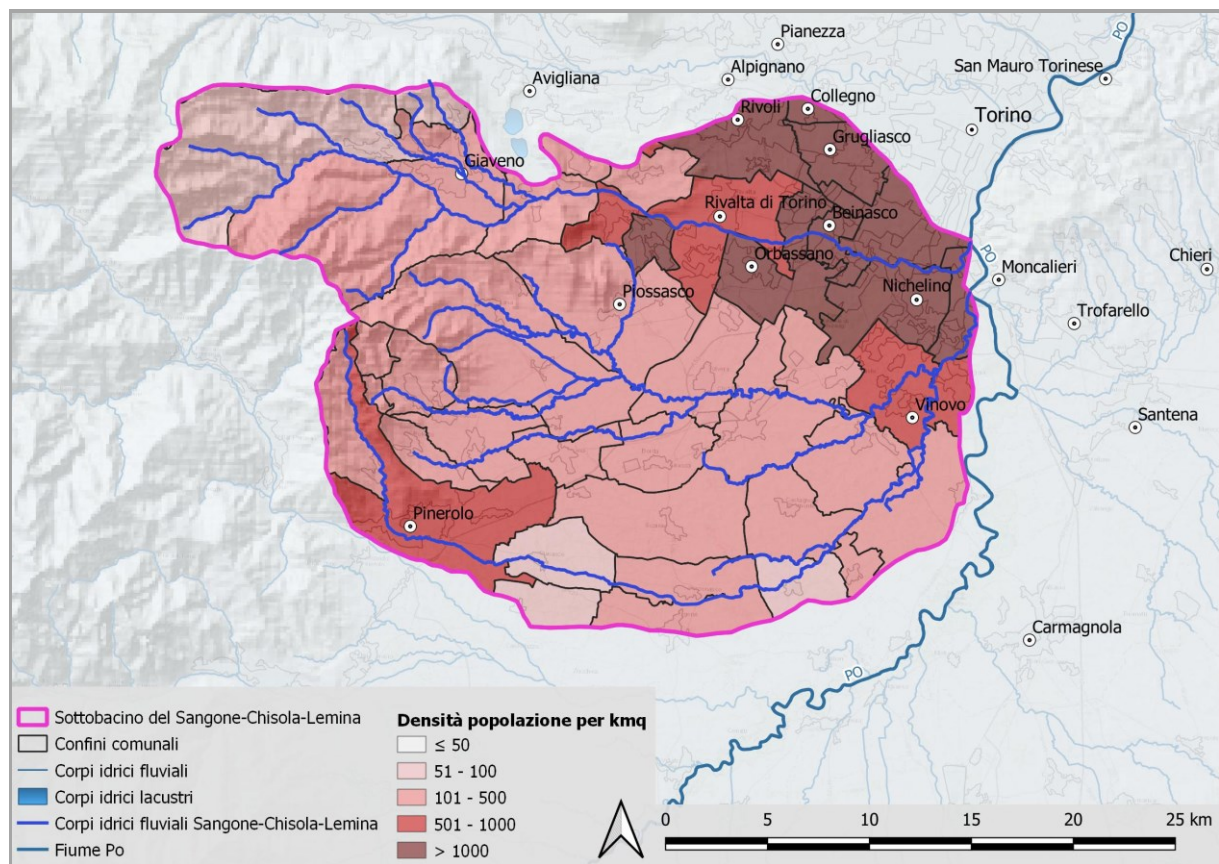 PO
Pianezza
San Mauro Torinese
Alpignano
Avigliana
Collegno
Rivoli
Torino
Grugliasco
Giaveno
Rivalta di Torino
Beinasco
PO
Chieri
Orbassano
Moncalieri
Nichelino
Piossasco
Trofarello
Vinovo
Santena
Pinerolo
Carmagnola
PO
Sottobacino del Sangone-Chisola-Lemina
Confini comunali
Corpi idrici fluviali
Corpi idrici lacustri
Corpi idrici fluviali Sangone-Chisola-Lemina
Fiume Po
Densità popolazione per kmq
≤ 50
51 - 100
101 - 500
501 - 1000
> 1000
0 5 10 15 20 25 km